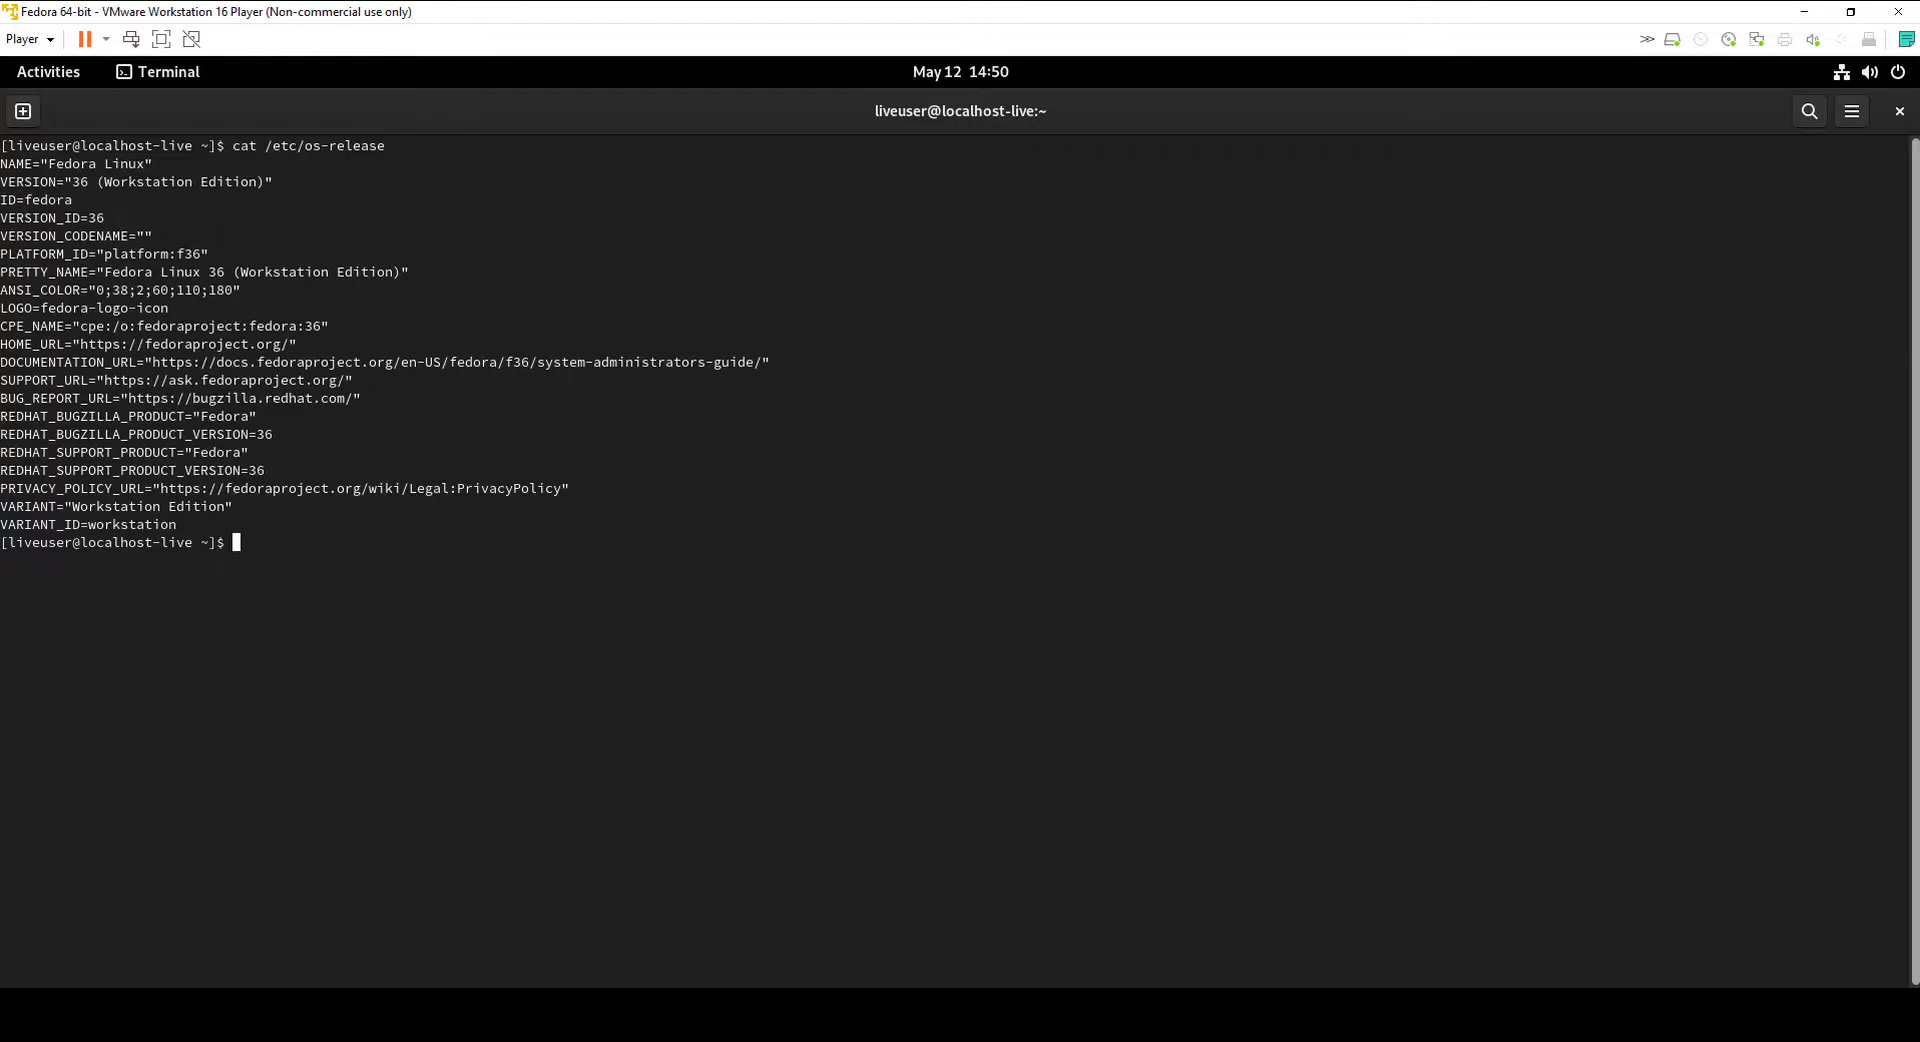 Fedora 64-bit - VMware Workstation 16 Player (Non-commercial use only)
Player
Activities Terminal May 12 14:50
liveuser@localhost-live:~
[liveuser@localhost-live ~]$ cat /etc/os-release
NAME="Fedora Linux"
VERSION="36 (Workstation Edition)"
ID=fedora
VERSION_ID=36
VERSION_CODENAME=""
PLATFORM_ID="platform:f36"
PRETTY_NAME="Fedora Linux 36 (Workstation Edition)"
ANSI_COLOR="0;38;2;60;110;180"
LOGO=fedora-logo-icon
CPE_NAME="cpe:/o:fedoraproject:fedora:36"
HOME_URL="https://fedoraproject.org/"
DOCUMENTATION_URL="https://docs.fedoraproject.org/en-US/fedora/f36/system-administrators-guide/"
SUPPORT_URL="https://ask.fedoraproject.org/"
BUG_REPORT_URL="https://bugzilla.redhat.com/"
REDHAT_BUGZILLA_PRODUCT="Fedora"
REDHAT_BUGZILLA_PRODUCT_VERSION=36
REDHAT_SUPPORT_PRODUCT="Fedora"
REDHAT_SUPPORT_PRODUCT_VERSION=36
PRIVACY_POLICY_URL="https://fedoraproject.org/wiki/Legal:PrivacyPolicy"
VARIANT="Workstation Edition"
VARIANT_ID=workstation
[liveuser@localhost-live ~]$